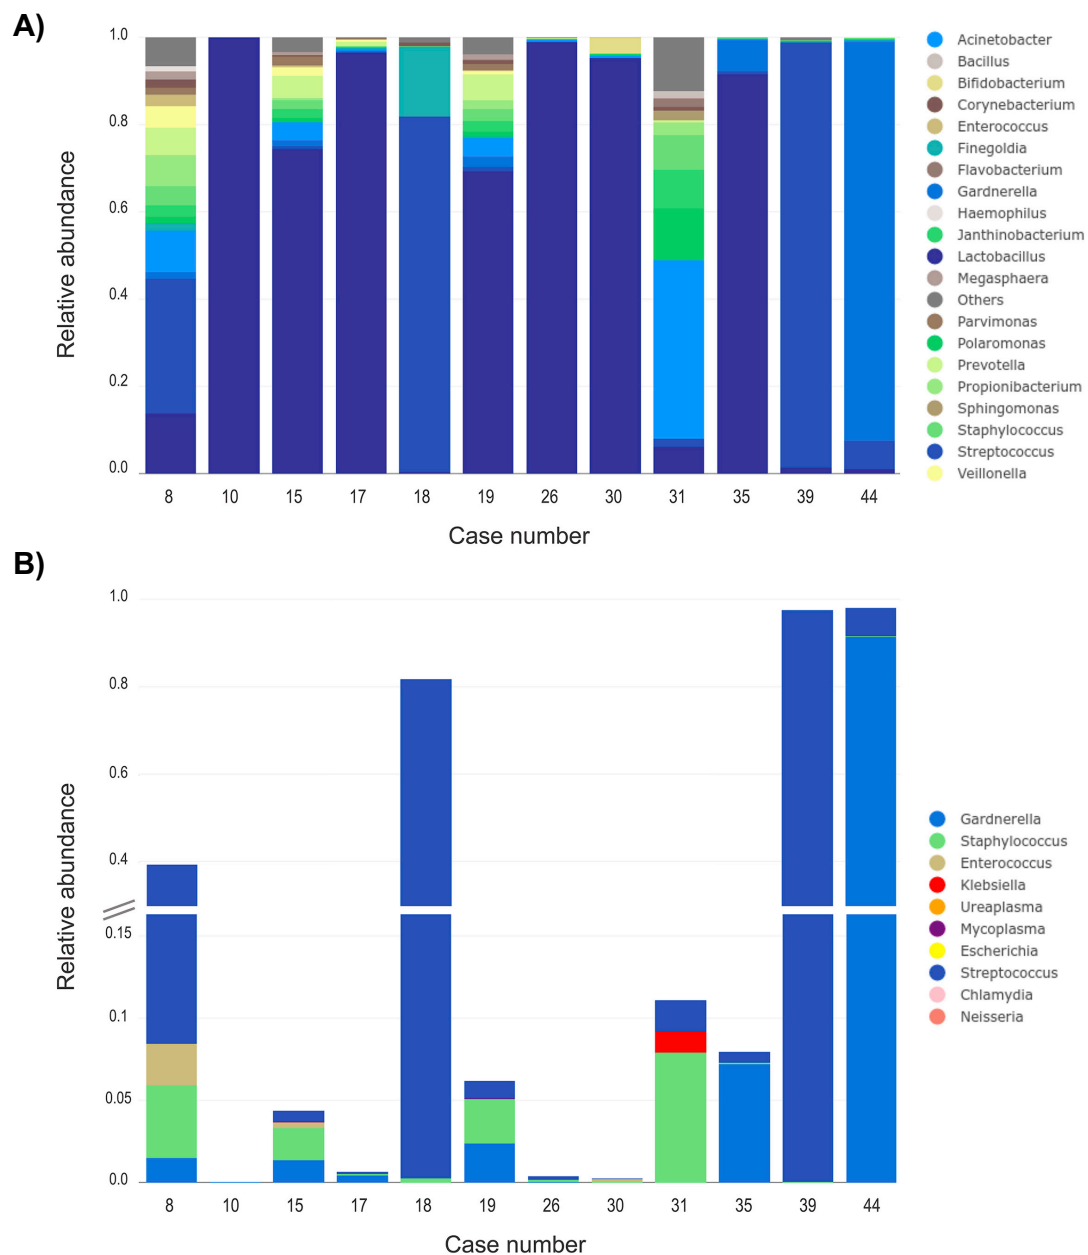 A)
1.0
0.8
0.6
0.4
0.2
0.0
Relative abundance
8 10 15 17 18 19 26 30 31 35 39 44
Case number
Acinetobacter
Bacillus
Bifidobacterium
Corynebacterium
Enterococcus
Finegoldia
Flavobacterium
Gardnerella
Haemophilus
Janthinobacterium
Lactobacillus
Megasphaera
Others
Parvimonas
Polaromonas
Prevotella
Propionibacterium
Sphingomonas
Staphylococcus
Streptococcus
Veillonella
B)
1.0
0.8
0.6
0.4
0.15
0.1
0.05
0.0
Relative abundance
8 10 15 17 18 19 26 30 31 35 39 44
Case number
Gardnerella
Staphylococcus
Enterococcus
Klebsiella
Ureaplasma
Mycoplasma
Escherichia
Streptococcus
Chlamydia
Neisseria